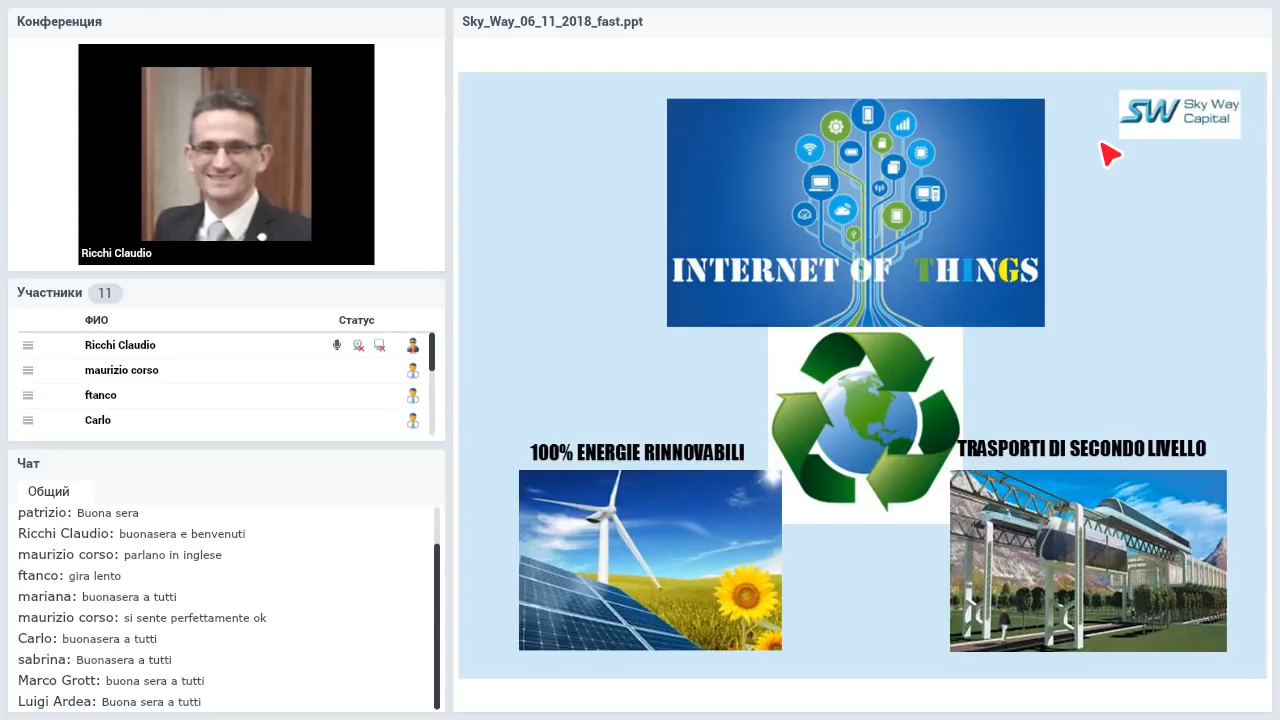 Конференция
Ricchi Claudio
Участники 11
ФИО Статус
Ricchi Claudio
maurizio corso
ftanco
Carlo
Чат
Общий
patrizio: Buona sera
Ricchi Claudio: buonasera e benvenuti
maurizio corso: parlano in inglese
ftanco: gira lento
mariana: buonasera a tutti
maurizio corso: si sente perfettamente ok
Carlo: buonasera a tutti
sabrina: Buonasera a tutti
Marco Grott: buona sera a tutti
Luigi Ardea: Buona sera a tutti
Sky_Way_06_11_2018_fast.ppt
SW Sky Way
Capital
INTERNET OF THINGS
100% ENERGIE RINNOVABILI
TRASPORTI DI SECONDO LIVELLO